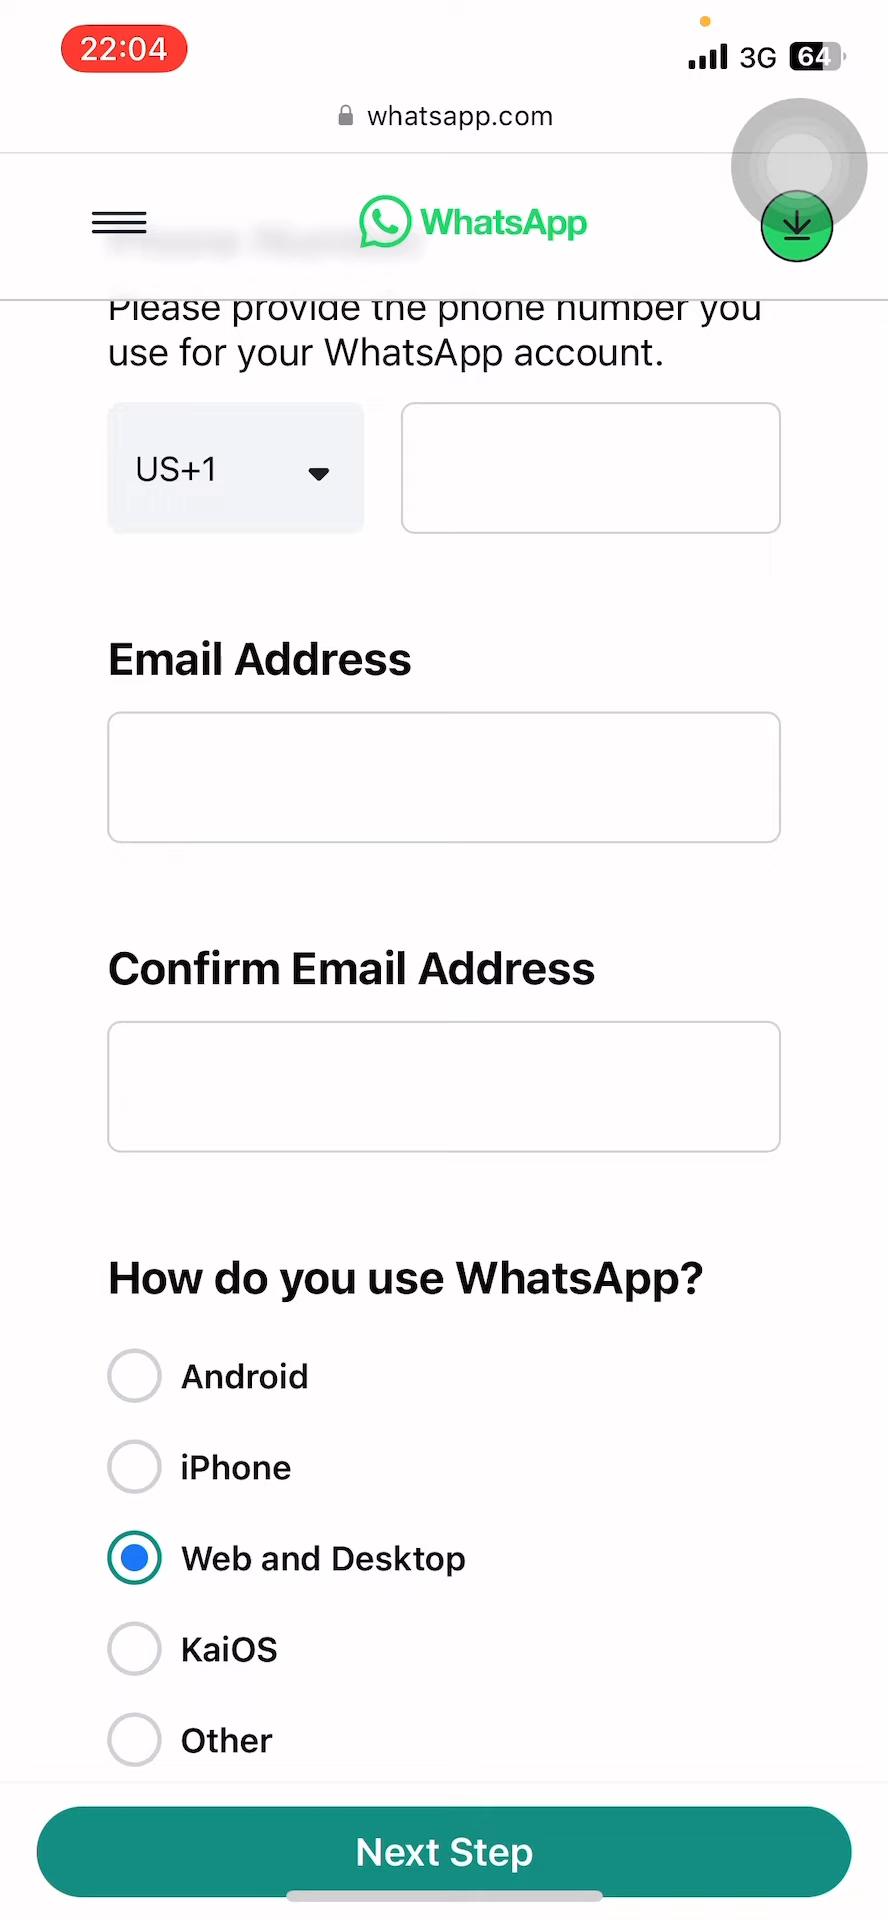 22:04
3G 64
whatsapp.com
WhatsApp
Phone Number
Please provide the phone number you
use for your WhatsApp account.
US+1
Email Address
Confirm Email Address
How do you use WhatsApp?
Android
iPhone
Web and Desktop
KaiOS
Other
Next Step